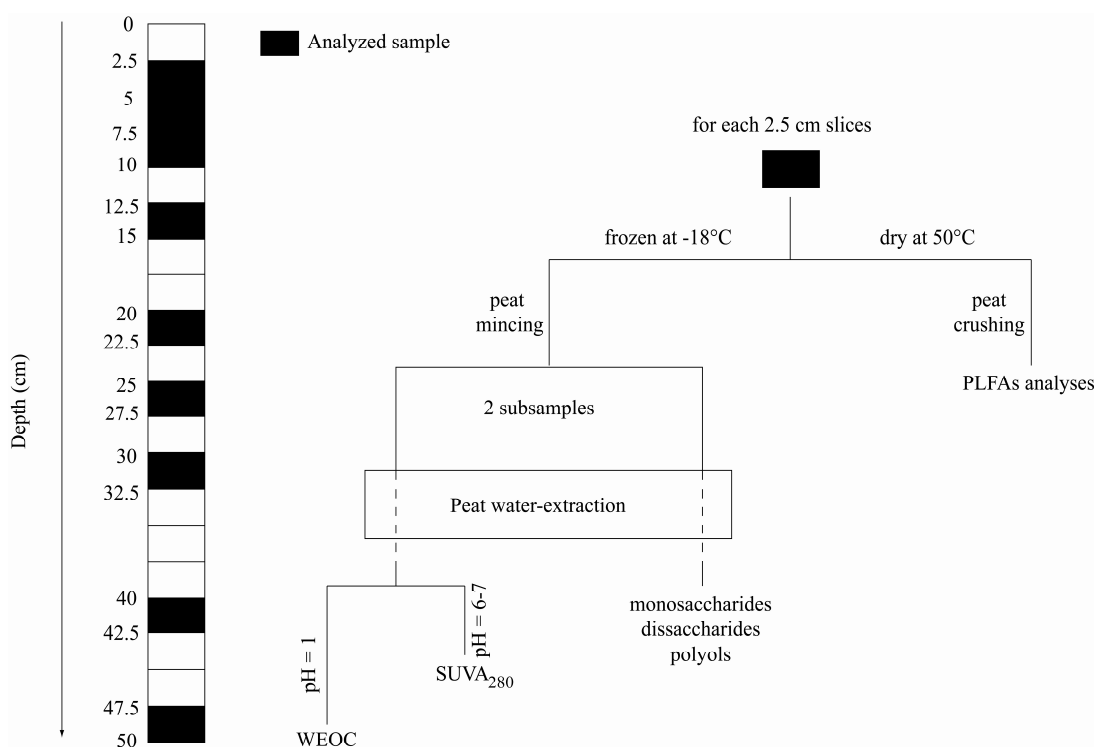 0
2.5
5
7.5
10
12.5
15
20
22.5
25
27.5
30
32.5
40
42.5
47.5
50
Depth (cm)
Analyzed sample
for each 2.5 cm slices
frozen at -18°C
dry at 50°C
peat
mincing
peat
crushing
PLFAs analyses
2 subsamples
Peat water-extraction
pH = 1
pH = 6-7
WEOC
SUVA280
monosaccharides
dissaccharides
polyols